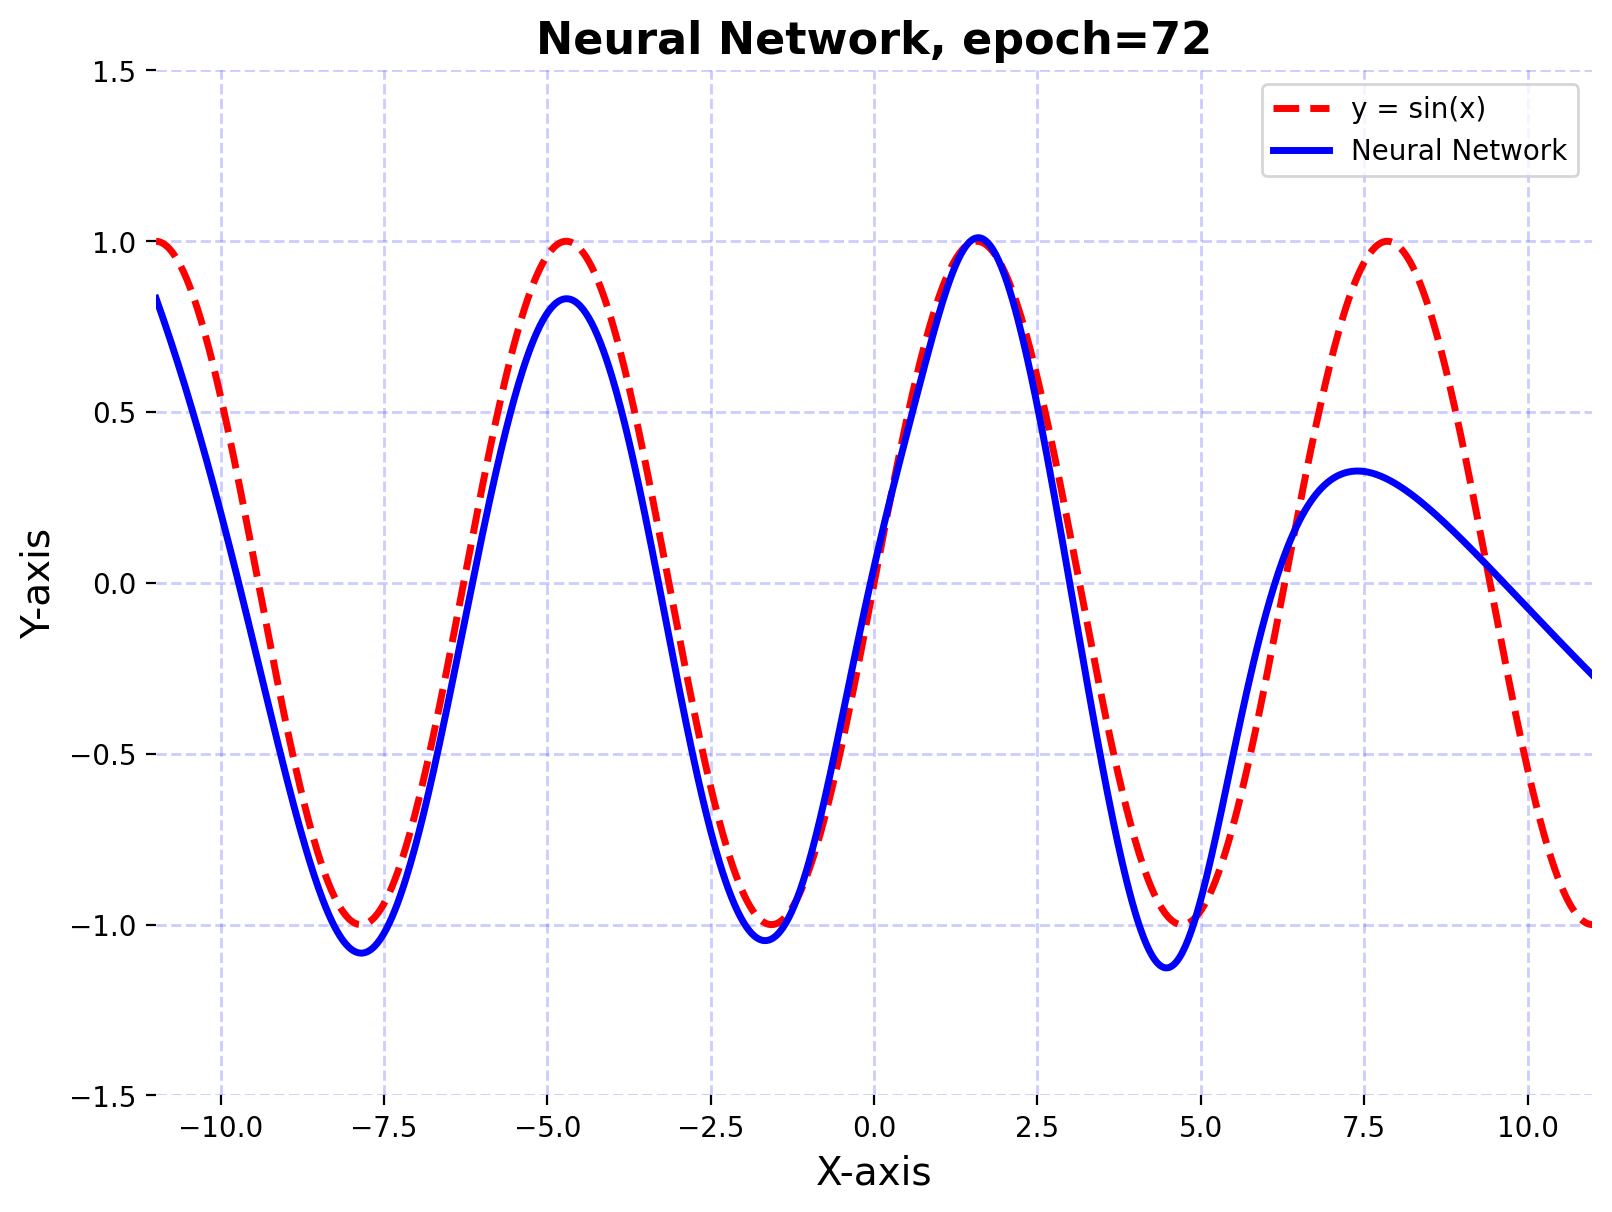 Neural Network, epoch=72
y = sin(x)
Neural Network
1.5
1.0
0.5
0.0
−0.5
−1.0
−1.5
Y-axis
−10.0 −7.5 −5.0 −2.5 0.0 2.5 5.0 7.5 10.0
X-axis